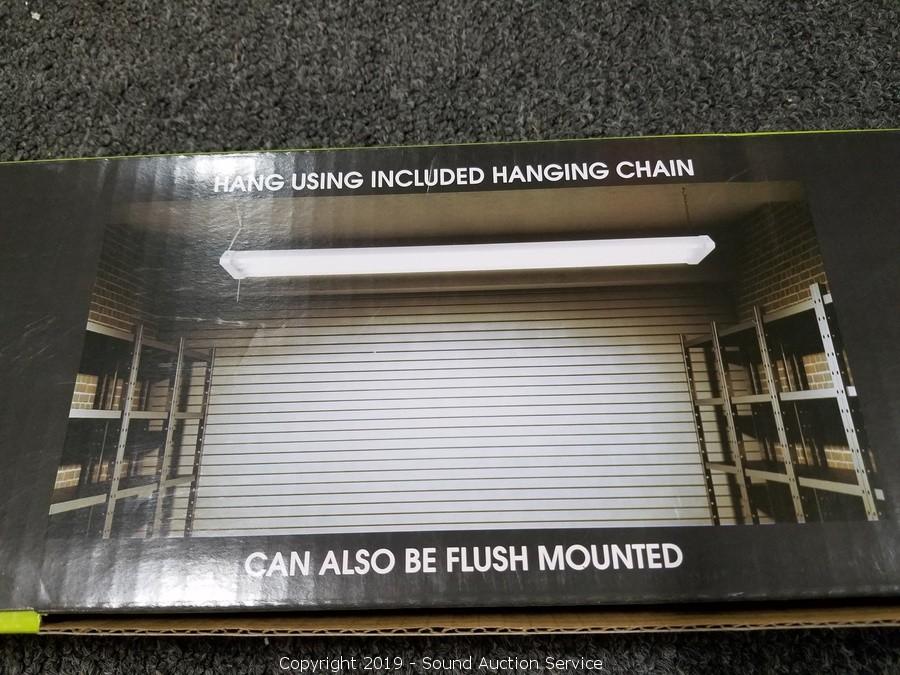 HANG USING INCLUDED HANGING CHAIN
CAN ALSO BE FLUSH MOUNTED
Copyright 2019 - Sound Auction Service